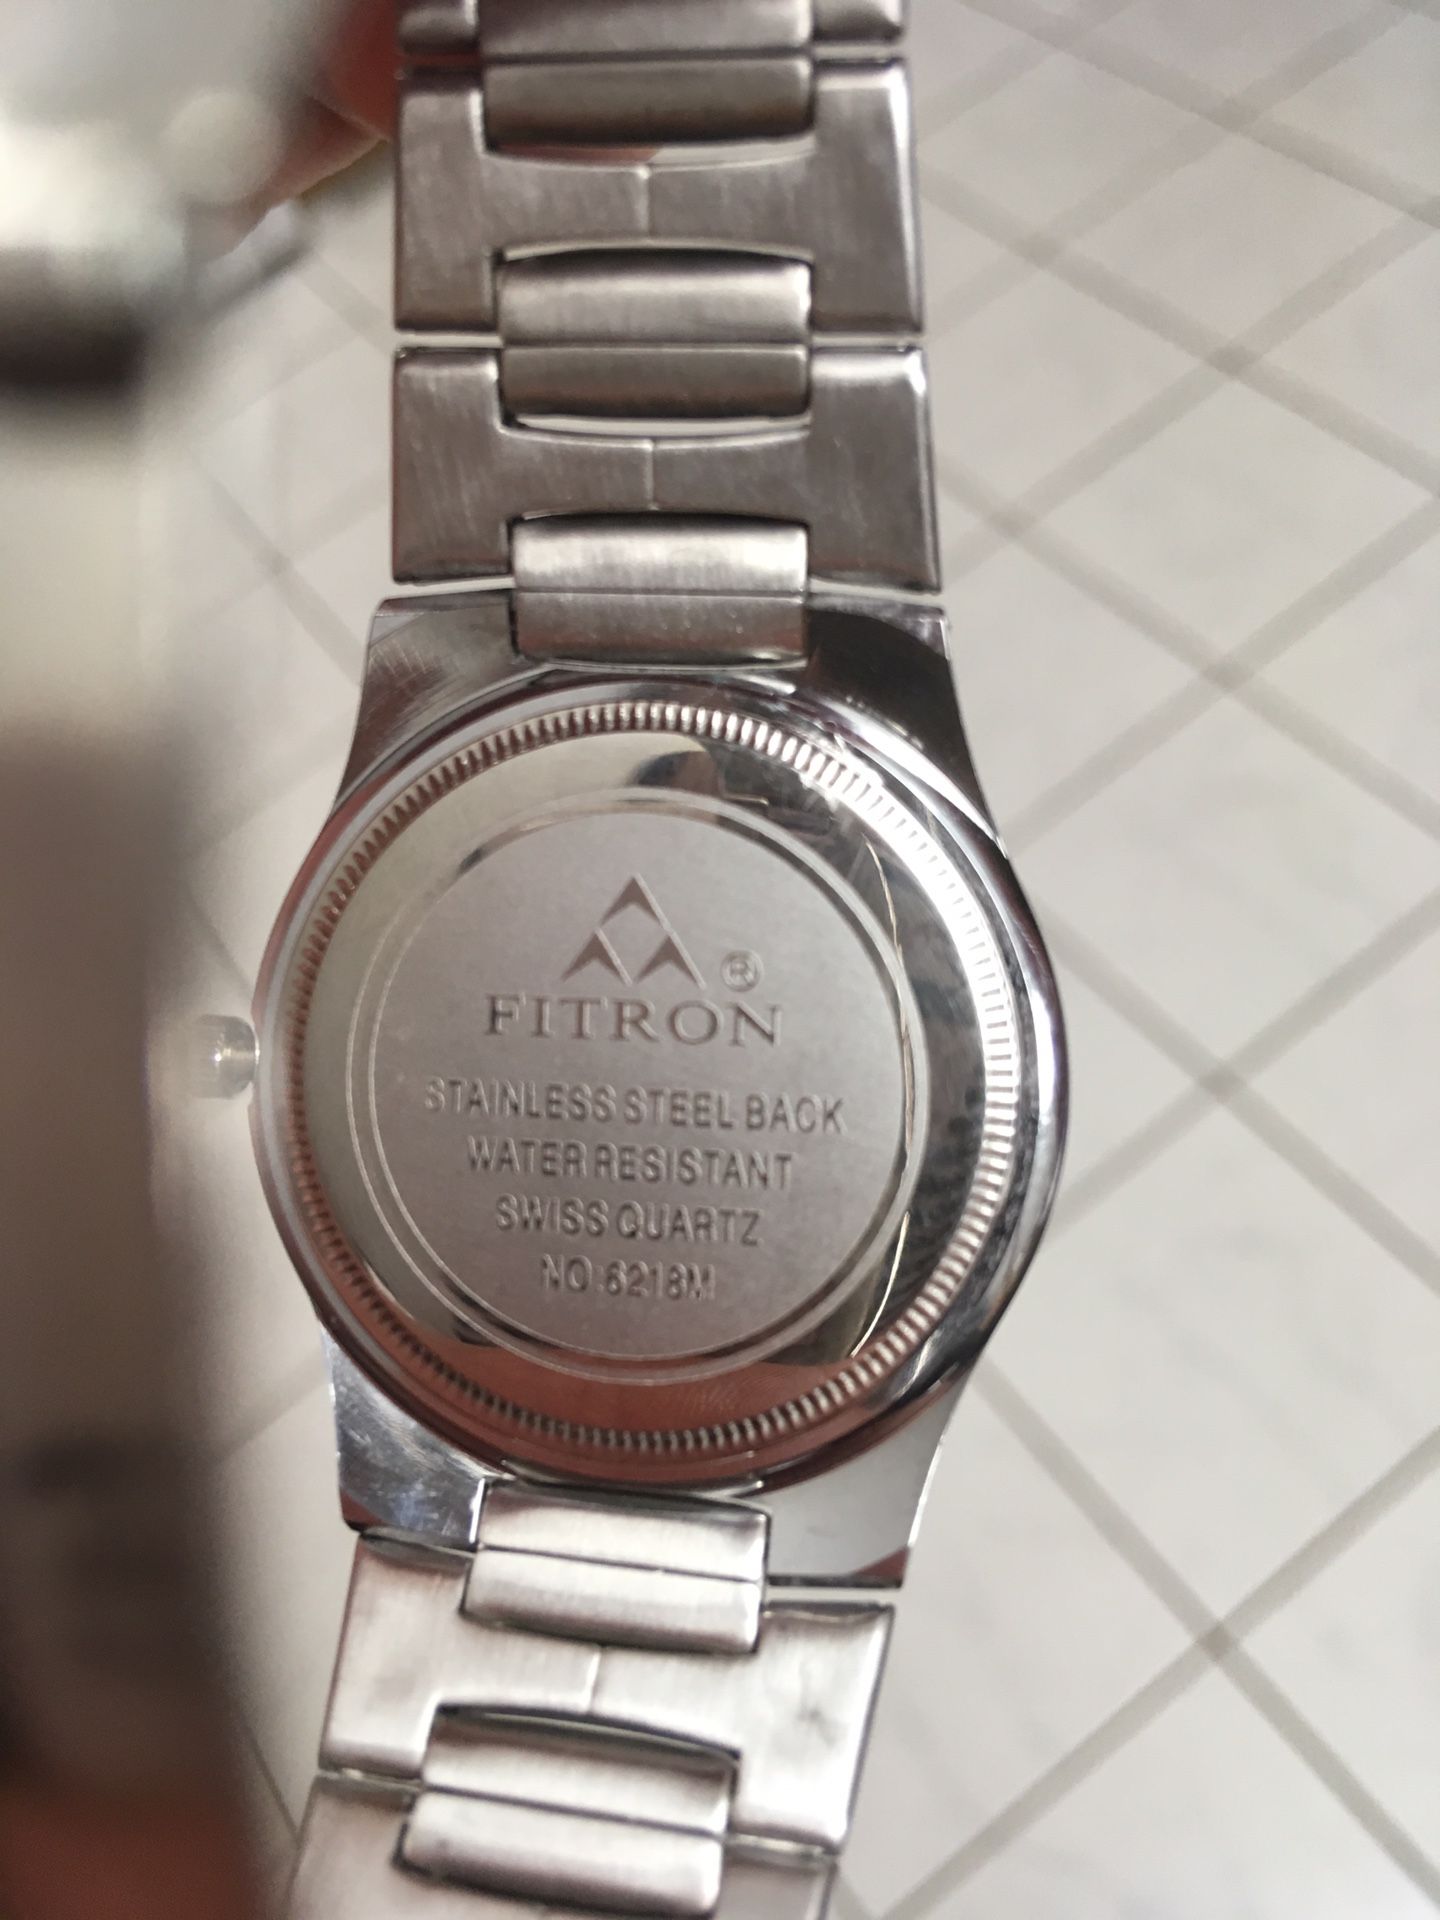 ®
FITRON
STAINLESS STEEL BACK
WATER RESISTANT
SWISS QUARTZ
NO:6218M